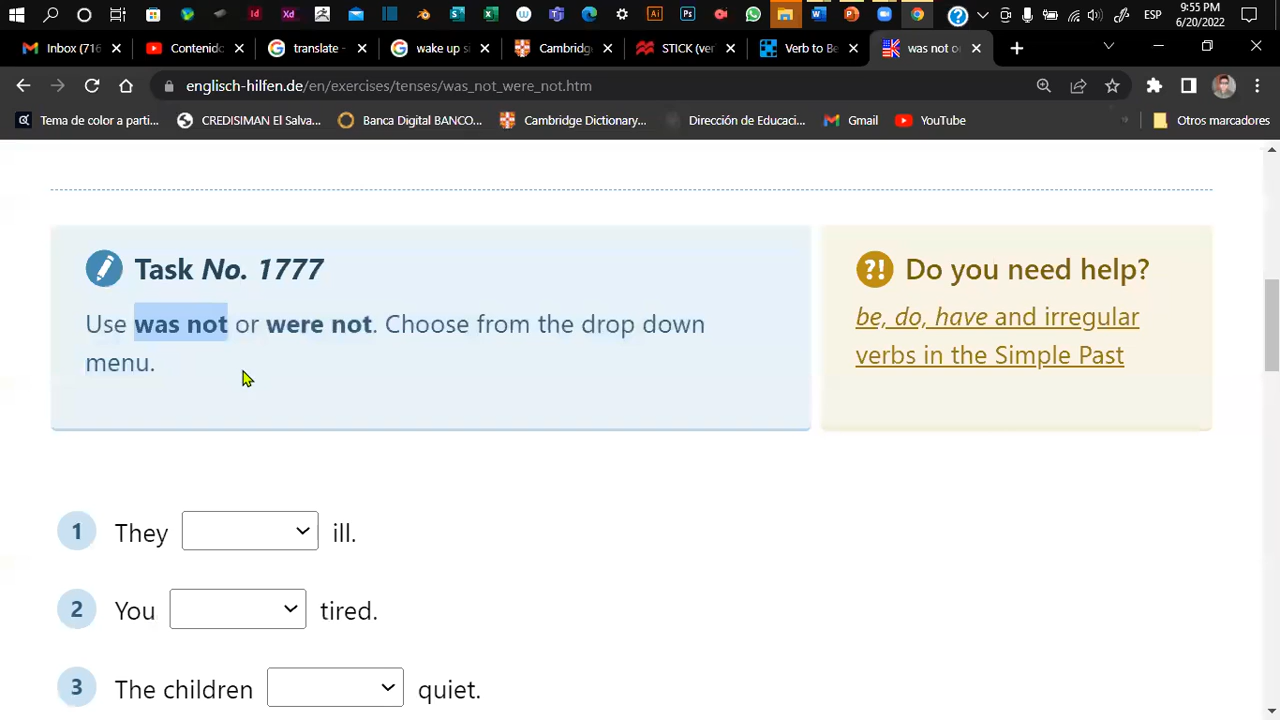 9:55 PM
ESP
6/20/2022
Inbox (716
Contenido
translate -
wake up si
Cambridg
STICK (ver
Verb to Be
was not or
englisch-hilfen.de/en/exercises/tenses/was_not_were_not.htm
Tema de color a parti...
CREDISIMAN El Salva...
Banca Digital BANCO...
Cambridge Dictionary...
Dirección de Educaci...
Gmail
YouTube
Otros marcadores
Task No. 1777
Use was not or were not. Choose from the drop down
menu.
?! Do you need help?
be, do, have and irregular
verbs in the Simple Past
1 They ill.
2 You tired.
3 The children quiet.